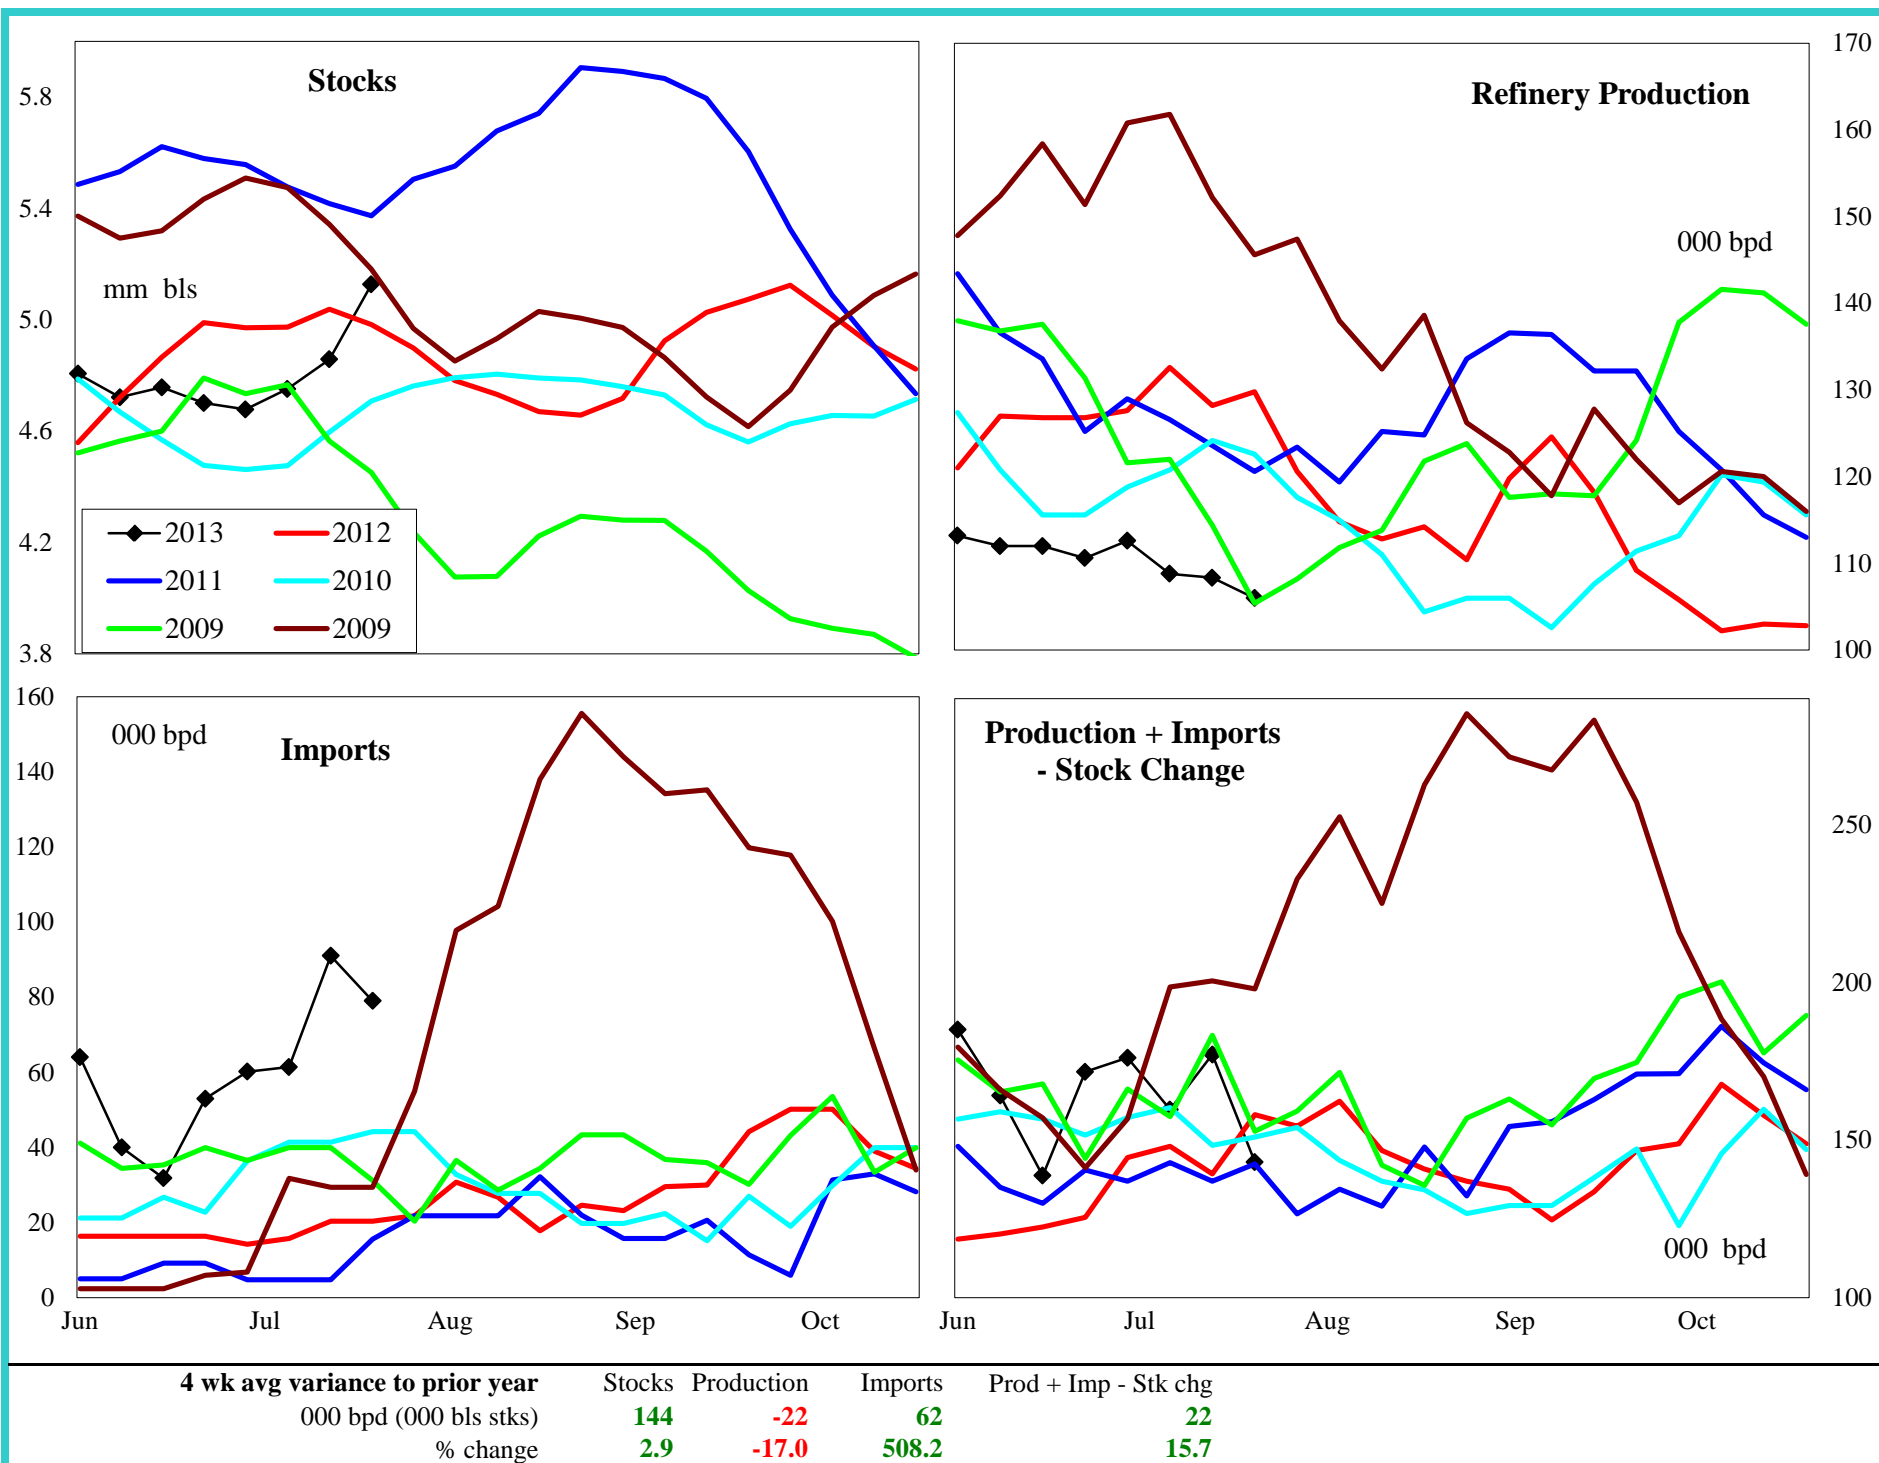 Stocks
5.8
5.4
mm bls
5.0
4.6
4.2
3.8
2013 2012
2011 2010
2009 2009
Refinery Production
000 bpd
170
160
150
140
130
120
110
100
000 bpd
Imports
160
140
120
100
80
60
40
20
0
Jun Jul Aug Sep Oct
Production + Imports
- Stock Change
250
200
150
000 bpd
100
Jun Jul Aug Sep Oct
4 wk avg variance to prior year Stocks Production Imports Prod + Imp - Stk chg
000 bpd (000 bls stks) 144 -22 62 22
% change 2.9 -17.0 508.2 15.7